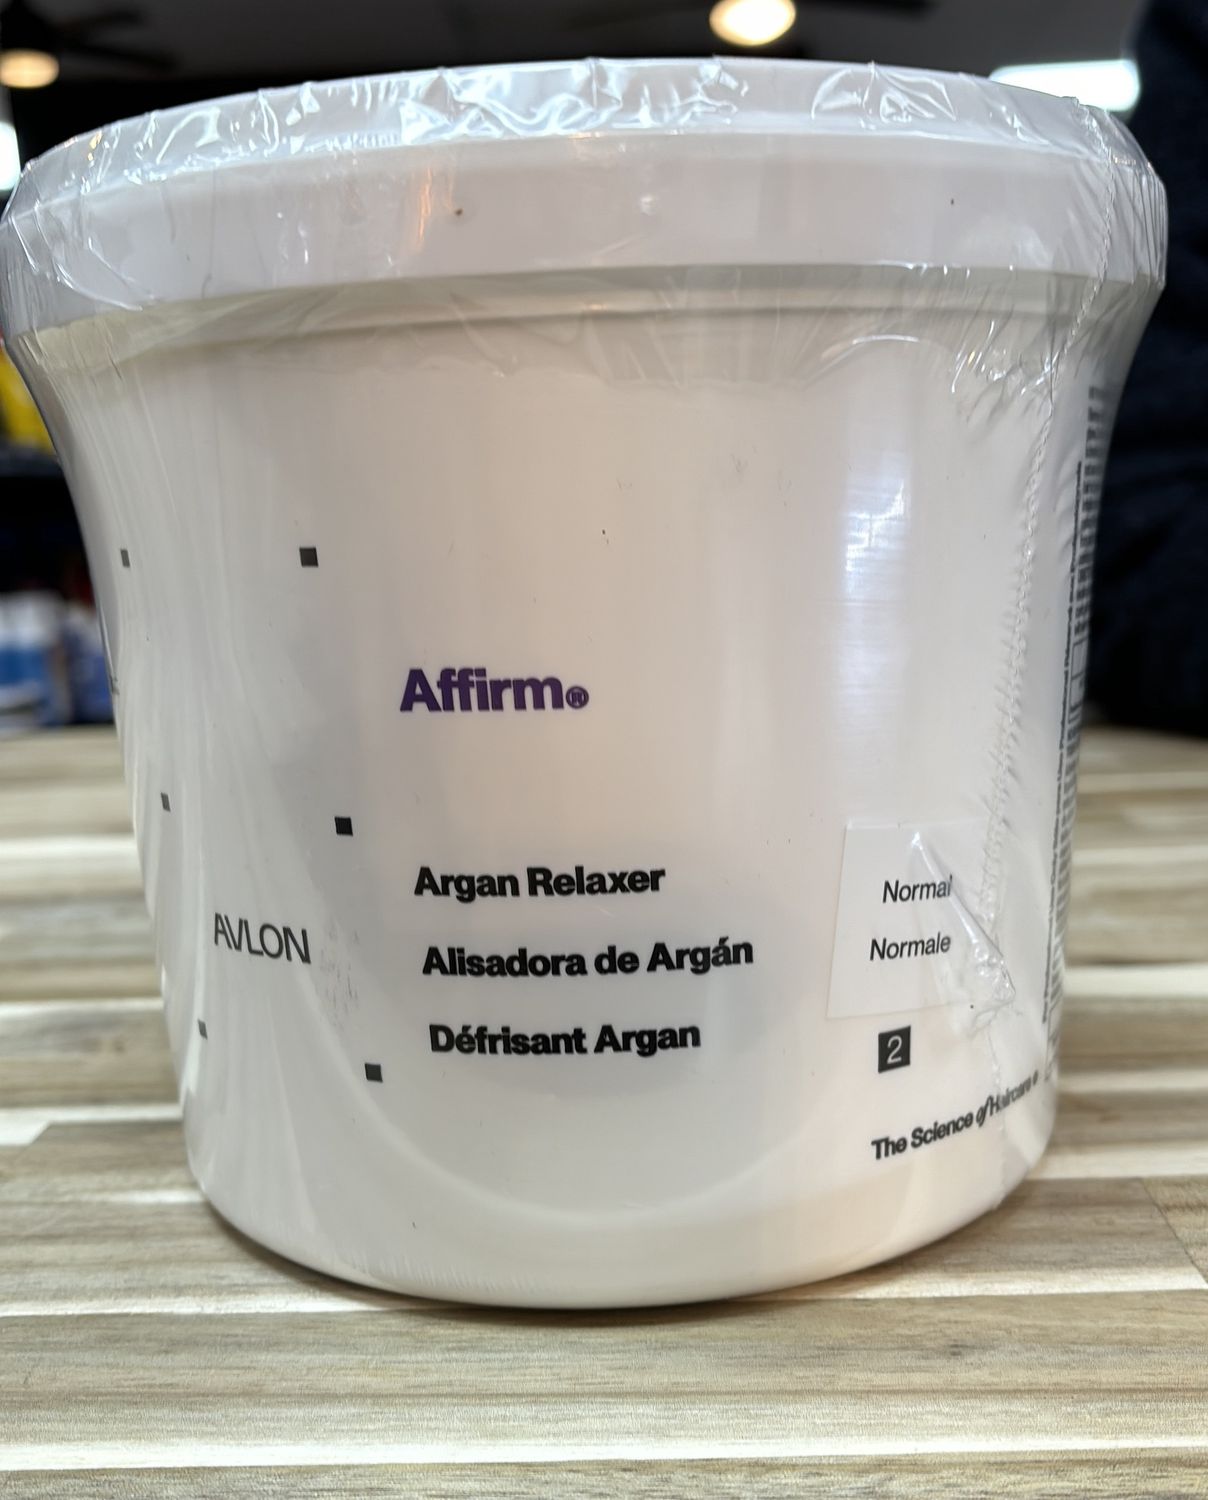 Affirm®
Argan Relaxer
Alisadora de Argán
Défrisant Argan
AVLON
Normal
Normale
2
The Science of Haircare